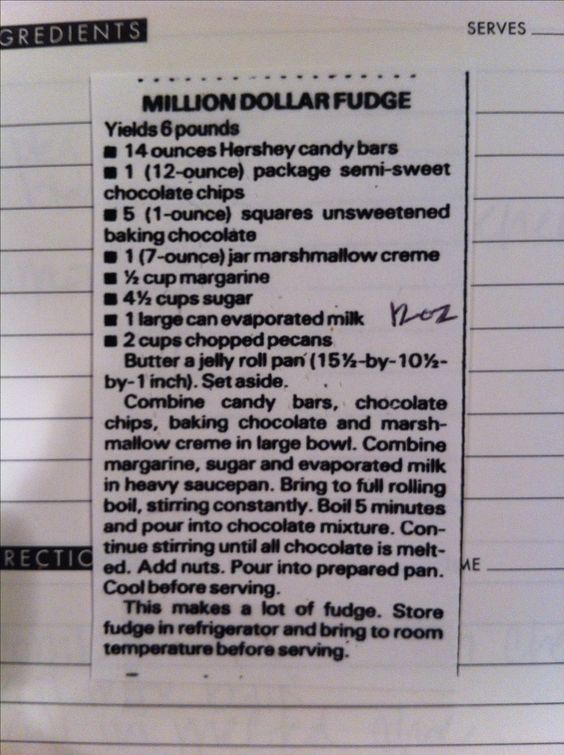 GREDIENTS
SERVES
MILLION DOLLAR FUDGE
Yields 6 pounds
■ 14 ounces Hershey candy bars
■ 1 (12-ounce) package semi-sweet
chocolate chips
■ 5 (1-ounce) squares unsweetened
baking chocolate
■ 1 (7-ounce) jar marshmallow creme
■ ½ cup margarine
■ 4½ cups sugar
■ 1 large can evaporated milk 12 oz
■ 2 cups chopped pecans
Butter a jelly roll pan (15½-by-10½-
by-1 inch). Set aside.
Combine candy bars, chocolate
chips, baking chocolate and marsh-
mallow creme in large bowl. Combine
margarine, sugar and evaporated milk
in heavy saucepan. Bring to full rolling
boil, stirring constantly. Boil 5 minutes
and pour into chocolate mixture. Con-
tinue stirring until all chocolate is melt-
ed. Add nuts. Pour into prepared pan.
Cool before serving.
This makes a lot of fudge. Store
fudge in refrigerator and bring to room
temperature before serving.
RECTIO
ME